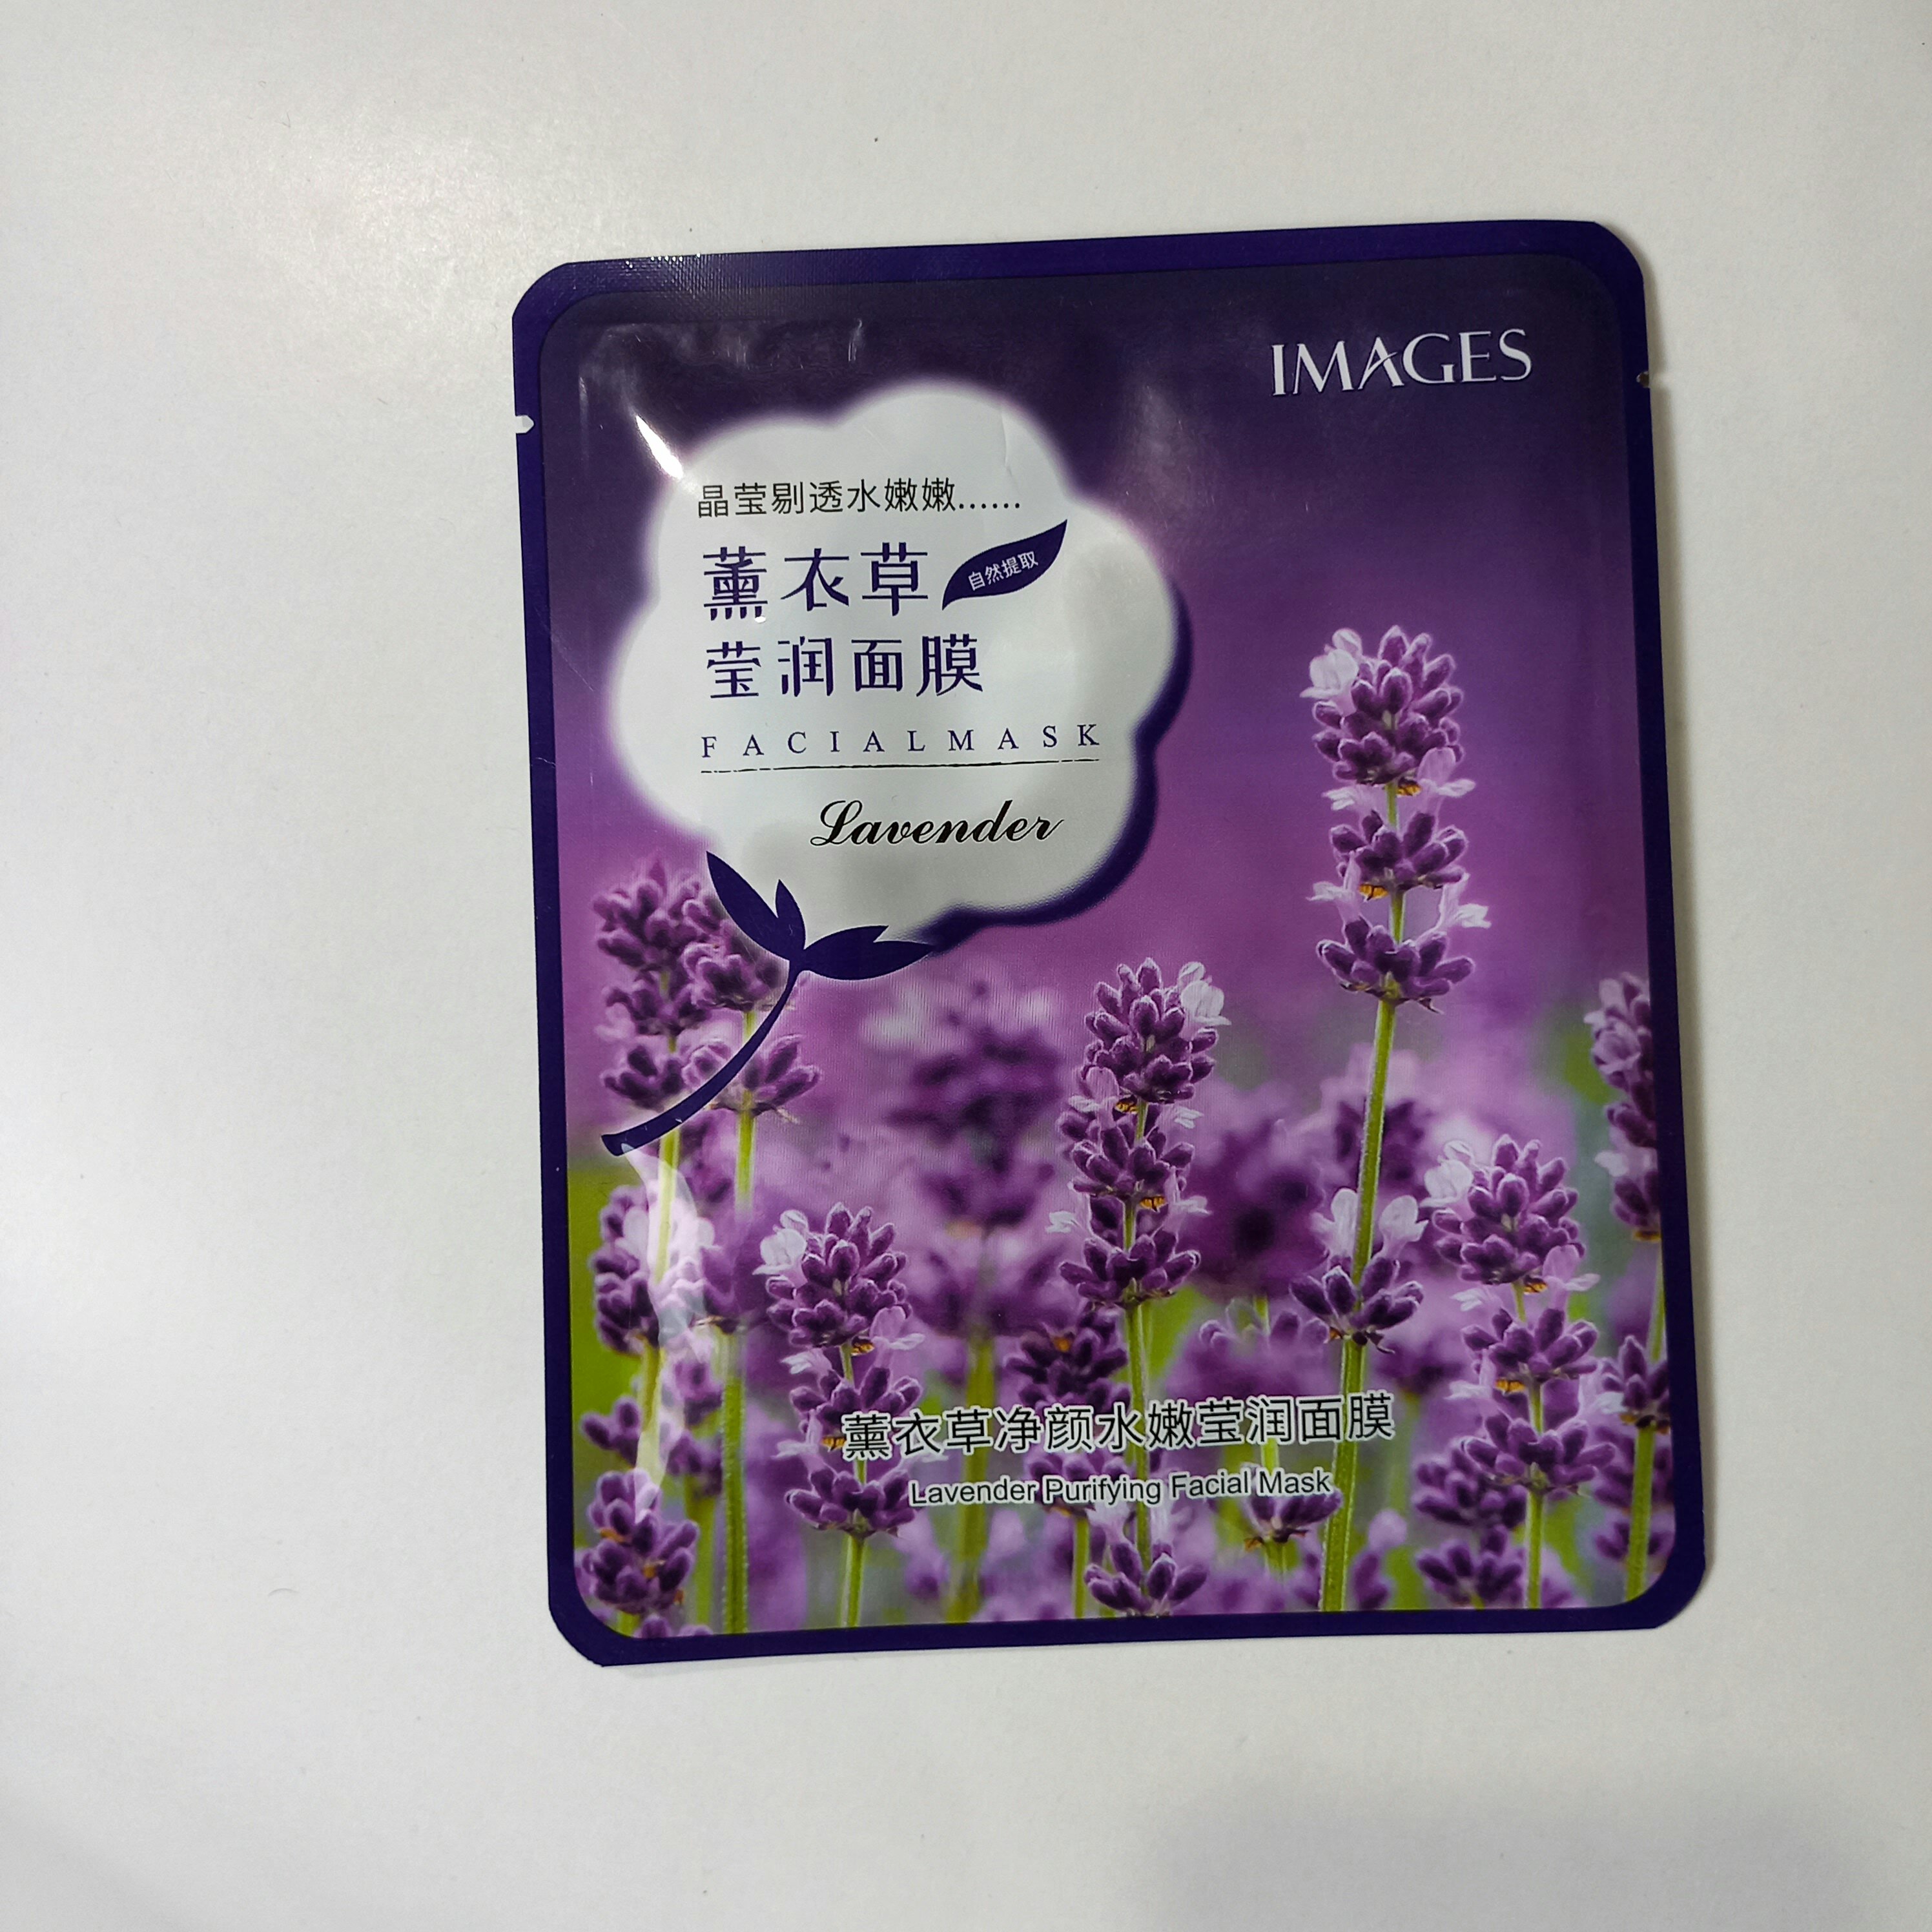 IMAGES
晶莹剔透水嫩嫩......
薰衣草
自然提取
莹润面膜
FACIALMASK
Lavender
薰衣草净颜水嫩莹润面膜
Lavender Purifying Facial Mask